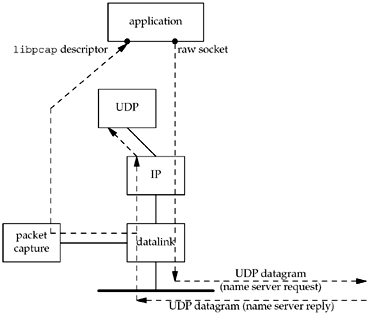 application
libpcap descriptor
raw socket
UDP
IP
packet
capture
datalink
UDP datagram
(name server request)
UDP datagram (name server reply)